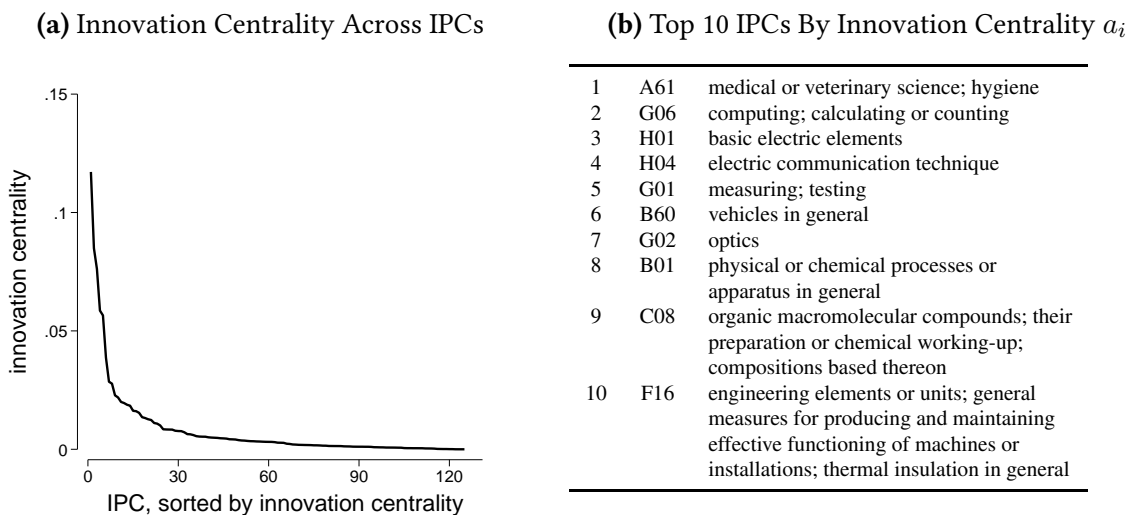 (a) Innovation Centrality Across IPCs
.15
.1
.05
0
innovation centrality
0 30 60 90 120
IPC, sorted by innovation centrality
(b) Top 10 IPCs By Innovation Centrality a_i
1 A61 medical or veterinary science; hygiene
2 G06 computing; calculating or counting
3 H01 basic electric elements
4 H04 electric communication technique
5 G01 measuring; testing
6 B60 vehicles in general
7 G02 optics
8 B01 physical or chemical processes or
apparatus in general
9 C08 organic macromolecular compounds; their
preparation or chemical working-up;
compositions based thereon
10 F16 engineering elements or units; general
measures for producing and maintaining
effective functioning of machines or
installations; thermal insulation in general